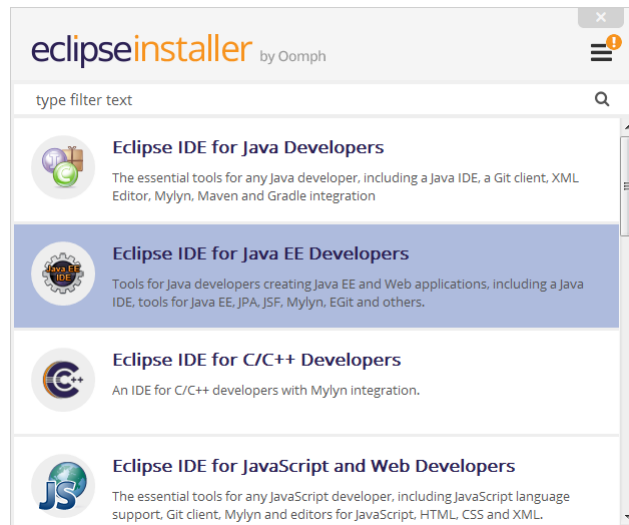 eclipseinstaller by Oomph
type filter text
Eclipse IDE for Java Developers
The essential tools for any Java developer, including a Java IDE, a Git client, XML
Editor, Mylyn, Maven and Gradle integration
Eclipse IDE for Java EE Developers
Java EE
IDE
Tools for Java developers creating Java EE and Web applications, including a Java
IDE, tools for Java EE, JPA, JSF, Mylyn, EGit and others.
Eclipse IDE for C/C++ Developers
C++
An IDE for C/C++ developers with Mylyn integration.
Eclipse IDE for JavaScript and Web Developers
JS
The essential tools for any JavaScript developer, including JavaScript language
support, Git client, Mylyn and editors for JavaScript, HTML, CSS and XML.